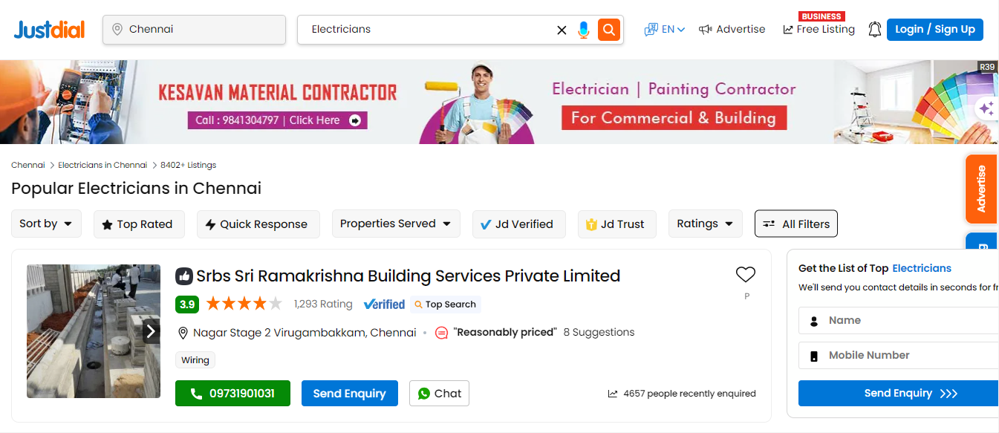 Justdial
Chennai
Electricians
EN
Advertise
BUSINESS
Free Listing
Login / Sign Up
KESAVAN MATERIAL CONTRACTOR
Call : 9841304797 | Click Here
Electrician | Painting Contractor
For Commercial & Building
R39
Chennai > Electricians in Chennai > 8402+ Listings
Popular Electricians in Chennai
Advertise
Sort by
Top Rated
Quick Response
Properties Served
Jd Verified
Jd Trust
Ratings
All Filters
Srbs Sri Ramakrishna Building Services Private Limited
P
3.9
1,293 Rating
Verified
Top Search
Nagar Stage 2 Virugambakkam, Chennai
"Reasonably priced" 8 Suggestions
Wiring
09731901031
Send Enquiry
Chat
4657 people recently enquired
Get the List of Top Electricians
We'll send you contact details in seconds for fr
Name
Mobile Number
Send Enquiry